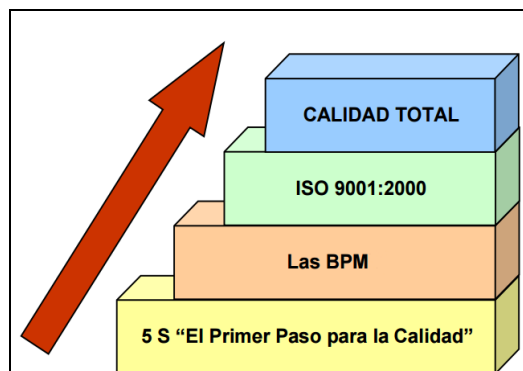 CALIDAD TOTAL
ISO 9001:2000
Las BPM
5 S “El Primer Paso para la Calidad”